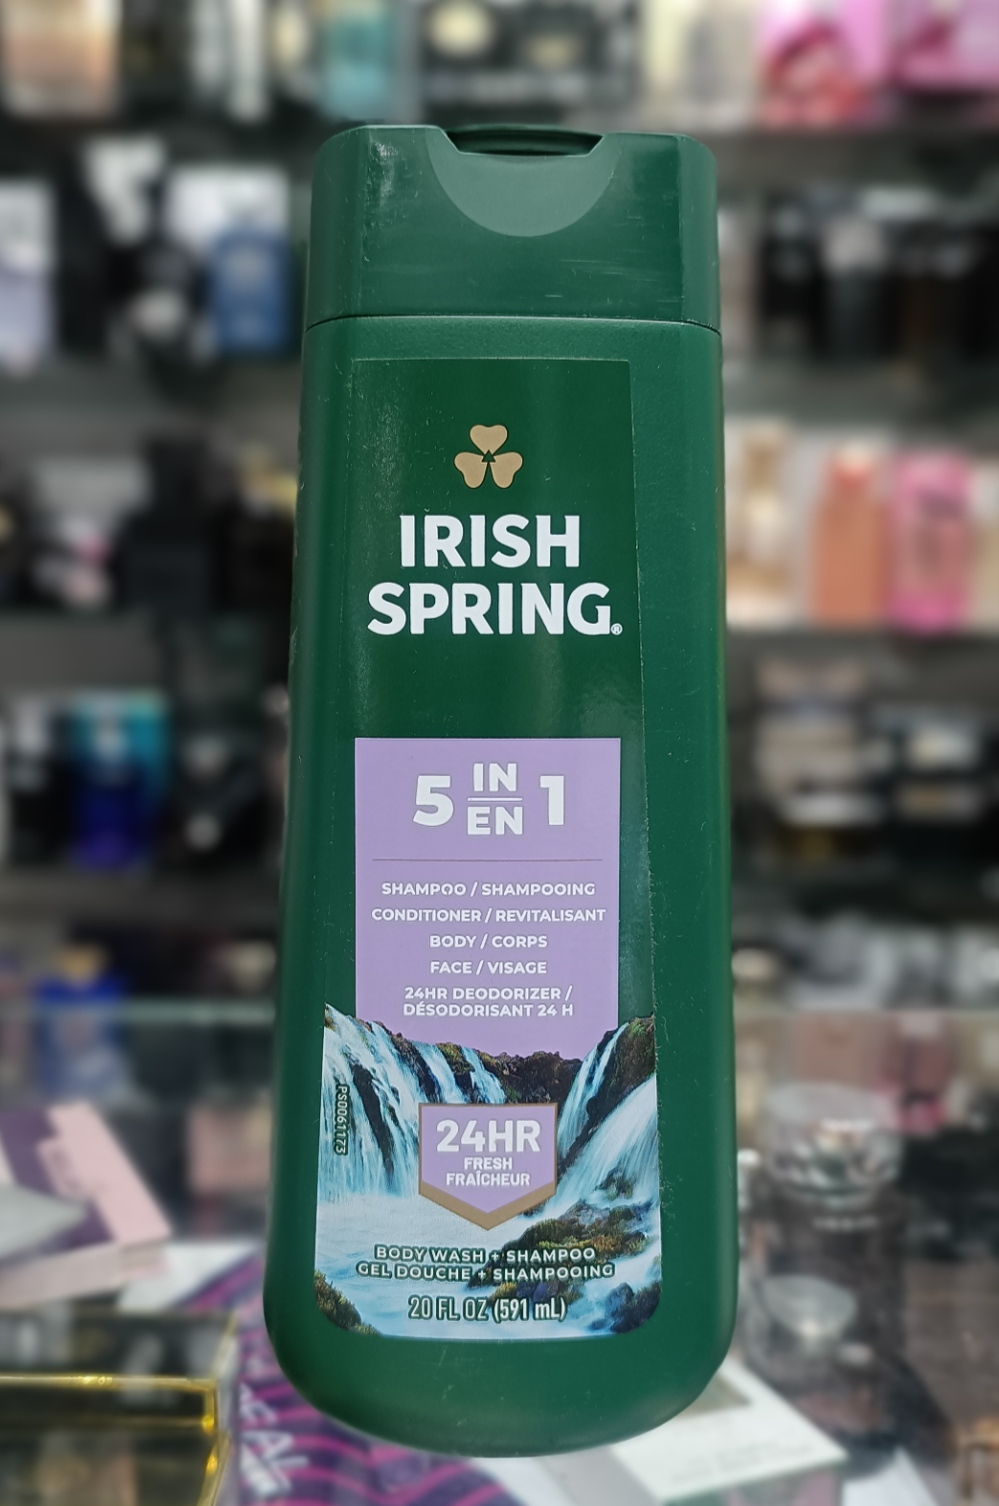 IRISH
SPRING®
5 IN EN 1
SHAMPOO / SHAMPOOING
CONDITIONER / REVITALISANT
BODY / CORPS
FACE / VISAGE
24HR DEODORIZER /
DÉSODORISANT 24 H
PS0061173
24HR
FRESH
FRAÎCHEUR
BODY WASH + SHAMPOO
GEL DOUCHE + SHAMPOOING
20 FL OZ (591 mL)